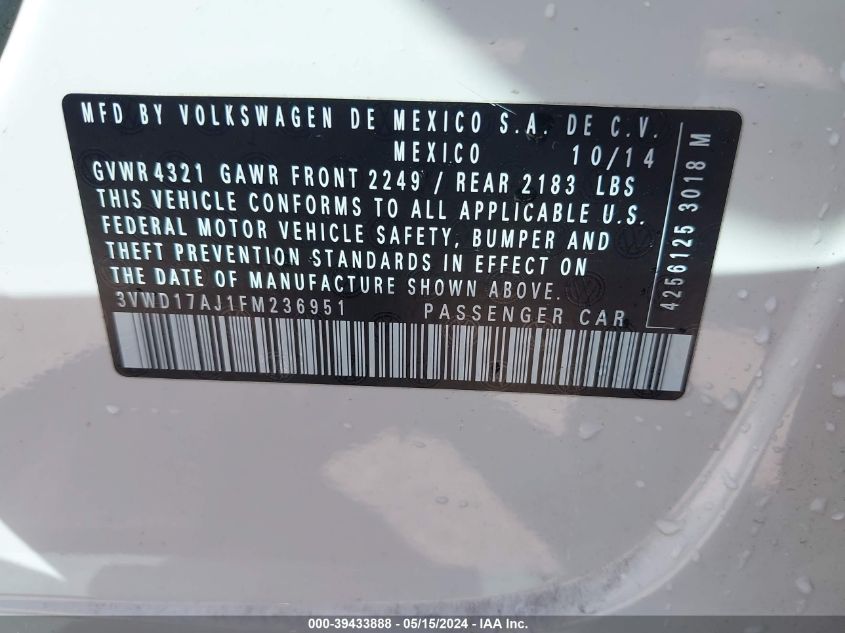 MFD BY VOLKSWAGEN DE MEXICO S.A. DE C.V.
MEXICO 10/14
GVWR 4321 GAWR FRONT 2249 / REAR 2183 LBS
THIS VEHICLE CONFORMS TO ALL APPLICABLE U.S.
FEDERAL MOTOR VEHICLE SAFETY, BUMPER AND
THEFT PREVENTION STANDARDS IN EFFECT ON
THE DATE OF MANUFACTURE SHOWN ABOVE.
3VWD17AJ1FM236951 PASSENGER CAR
4256125 3018 M
000-39433888 - 05/15/2024 - IAA Inc.